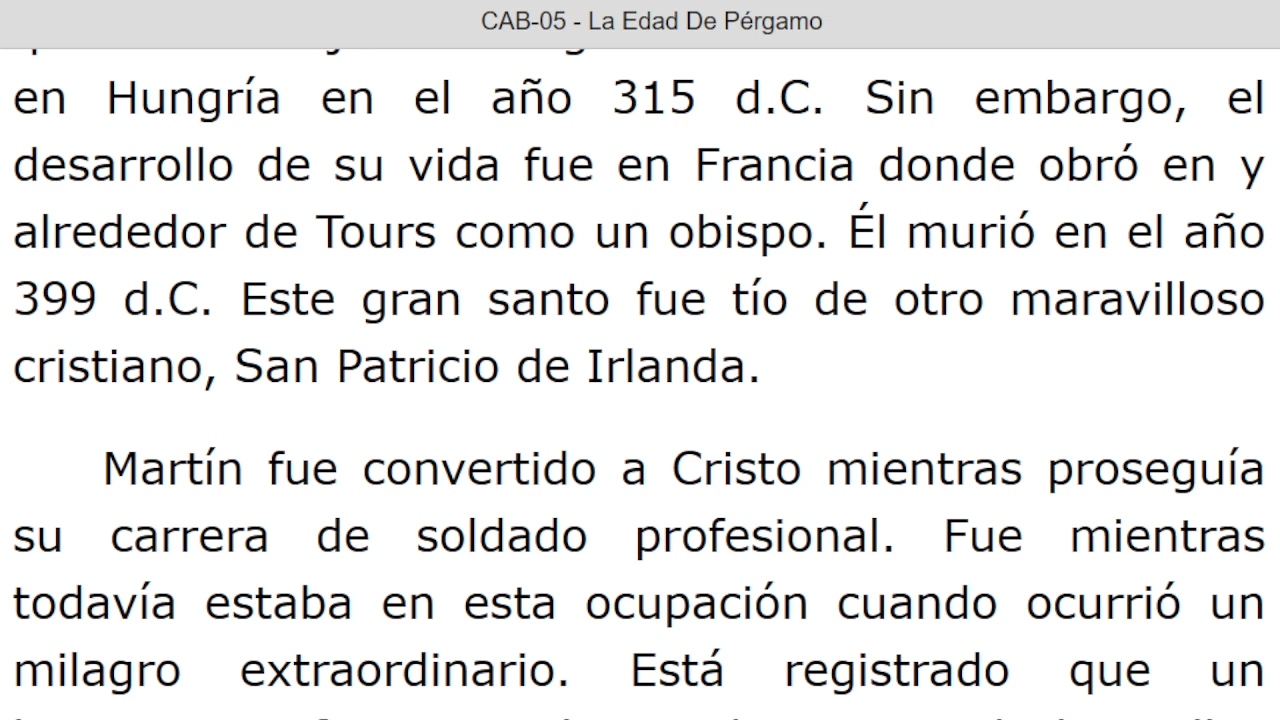 CAB-05 - La Edad De Pérgamo
en Hungría en el año 315 d.C. Sin embargo, el
desarrollo de su vida fue en Francia donde obró en y
alrededor de Tours como un obispo. Él murió en el año
399 d.C. Este gran santo fue tío de otro maravilloso
cristiano, San Patricio de Irlanda.
Martín fue convertido a Cristo mientras proseguía
su carrera de soldado profesional. Fue mientras
todavía estaba en esta ocupación cuando ocurrió un
milagro extraordinario. Está registrado que un